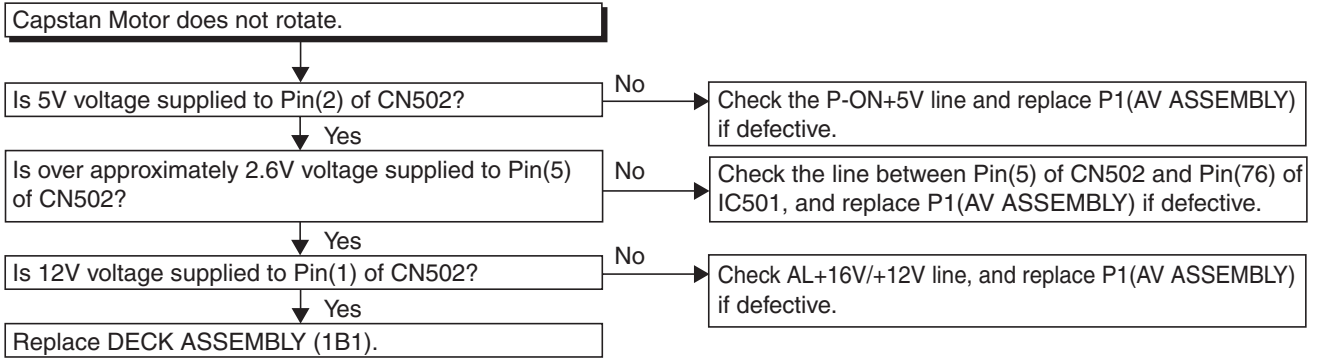 Capstan Motor does not rotate.
Is 5V voltage supplied to Pin(2) of CN502?
No
Check the P-ON+5V line and replace P1(AV ASSEMBLY)
if defective.
Yes
Is over approximately 2.6V voltage supplied to Pin(5)
of CN502?
No
Check the line between Pin(5) of CN502 and Pin(76) of
IC501, and replace P1(AV ASSEMBLY) if defective.
Yes
Is 12V voltage supplied to Pin(1) of CN502?
No
Check AL+16V/+12V line, and replace P1(AV ASSEMBLY)
if defective.
Yes
Replace DECK ASSEMBLY (1B1).